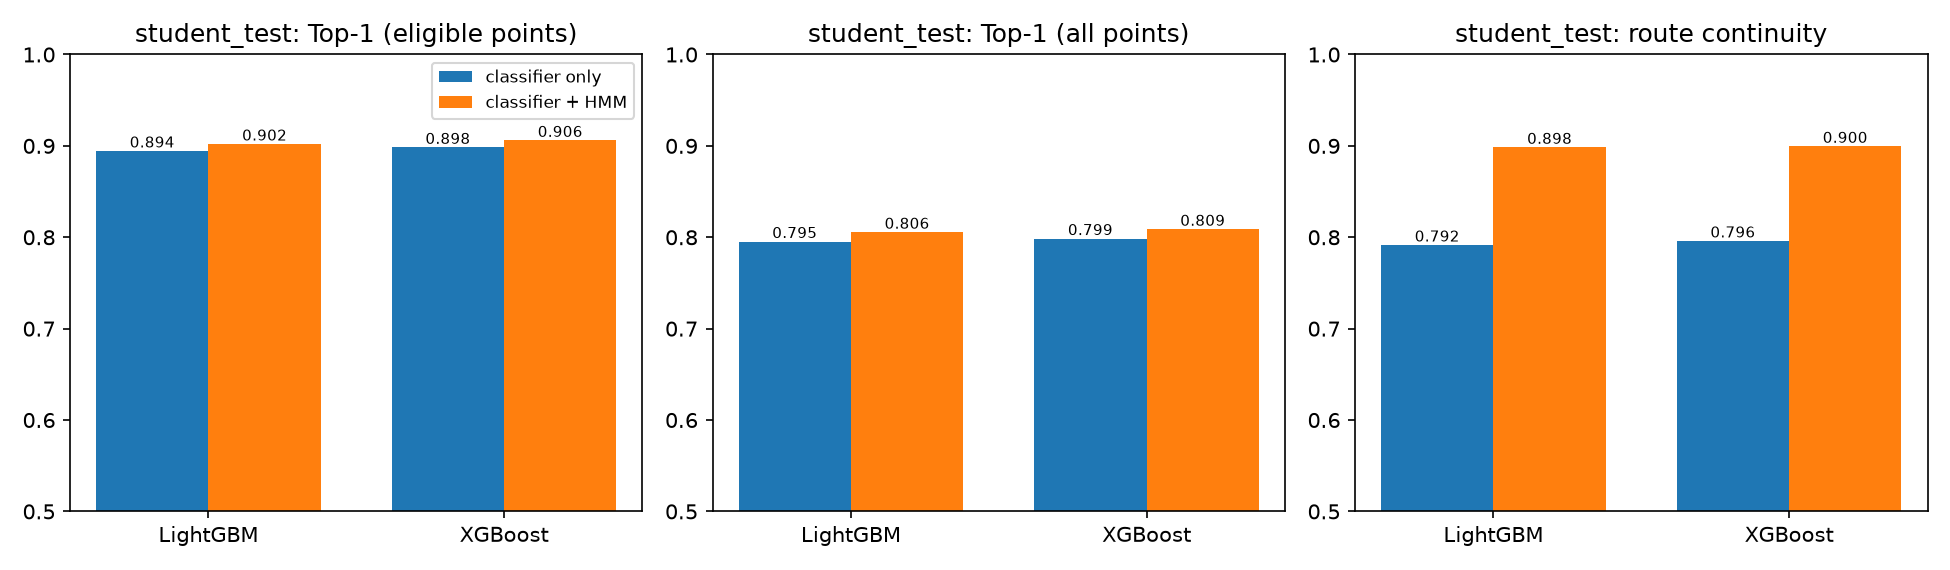 student_test: Top-1 (eligible points)
1.0
0.9
0.8
0.7
0.6
0.5
classifier only
classifier + HMM
0.894
0.902
0.898
0.906
LightGBM
XGBoost
student_test: Top-1 (all points)
1.0
0.9
0.8
0.7
0.6
0.5
0.795
0.806
0.799
0.809
LightGBM
XGBoost
student_test: route continuity
1.0
0.9
0.8
0.7
0.6
0.5
0.792
0.898
0.796
0.900
LightGBM
XGBoost